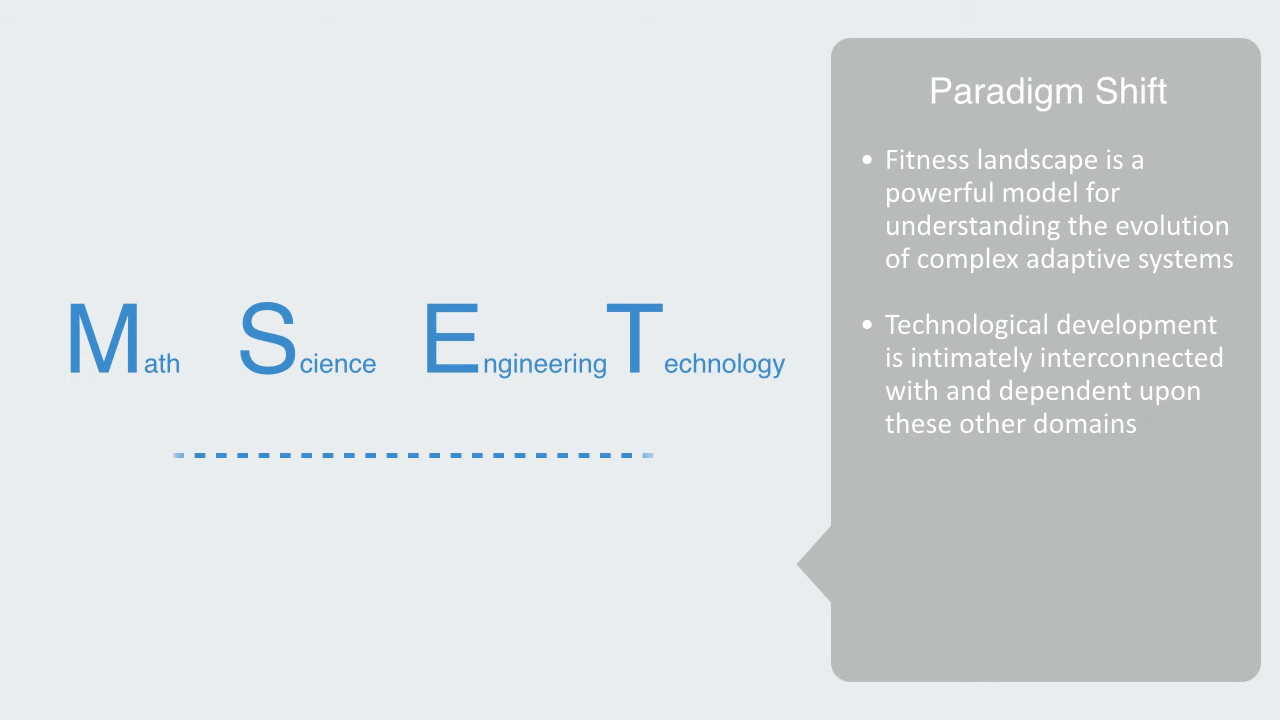 Math Science Engineering Technology
Paradigm Shift
• Fitness landscape is a
powerful model for
understanding the evolution
of complex adaptive systems
• Technological development
is intimately interconnected
with and dependent upon
these other domains